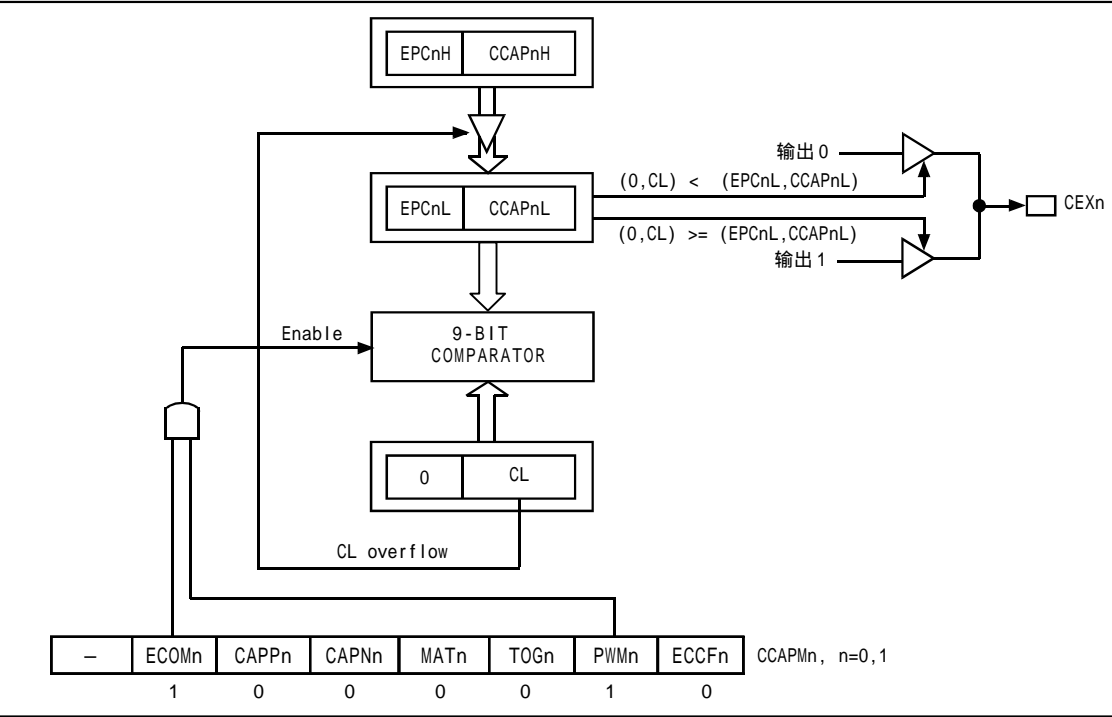 EPCnH CCAPnH
输出0
(0,CL) < (EPCnL,CCAPnL)
EPCnL CCAPnL
CEXn
(0,CL) >= (EPCnL,CCAPnL)
输出1
Enable
9-BIT
COMPARATOR
0 CL
CL overflow
– ECOMn CAPPn CAPNn MATn TOGn PWMn ECCFn CCAPMn, n=0,1
1 0 0 0 0 1 0